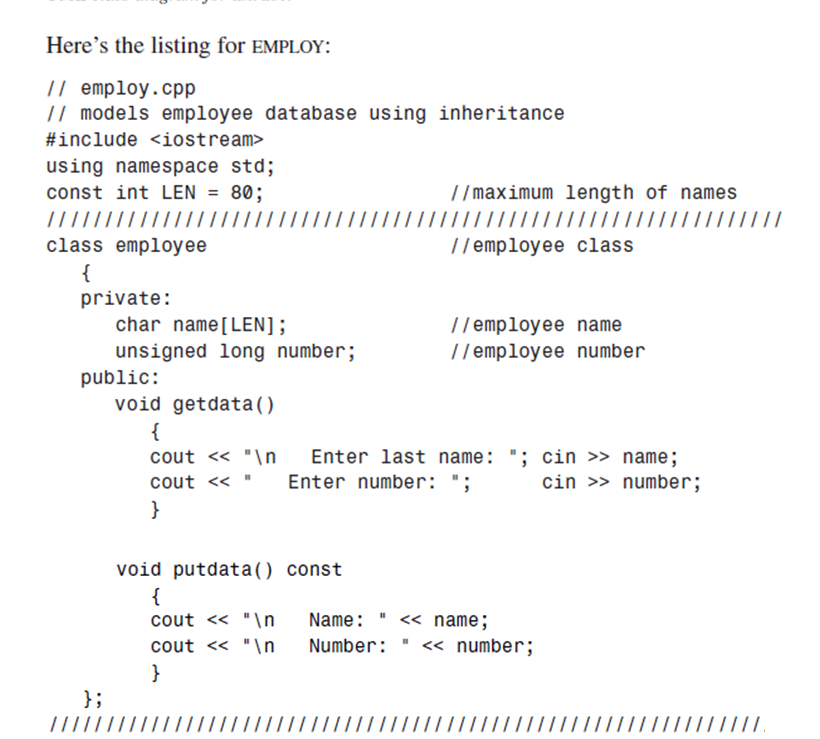 Here's the listing for EMPLOY:
// employ.cpp
// models employee database using inheritance
#include <iostream>
using namespace std;
const int LEN = 80;                //maximum length of names
////////////////////////////////////////////////////////////////
class employee                     //employee class
   {
   private:
      char name[LEN];              //employee name
      unsigned long number;        //employee number
   public:
      void getdata()
         {
         cout << "\n   Enter last name: "; cin >> name;
         cout << "   Enter number: ";      cin >> number;
         }
      void putdata() const
         {
         cout << "\n   Name: " << name;
         cout << "\n   Number: " << number;
         }
   };
////////////////////////////////////////////////////////////////